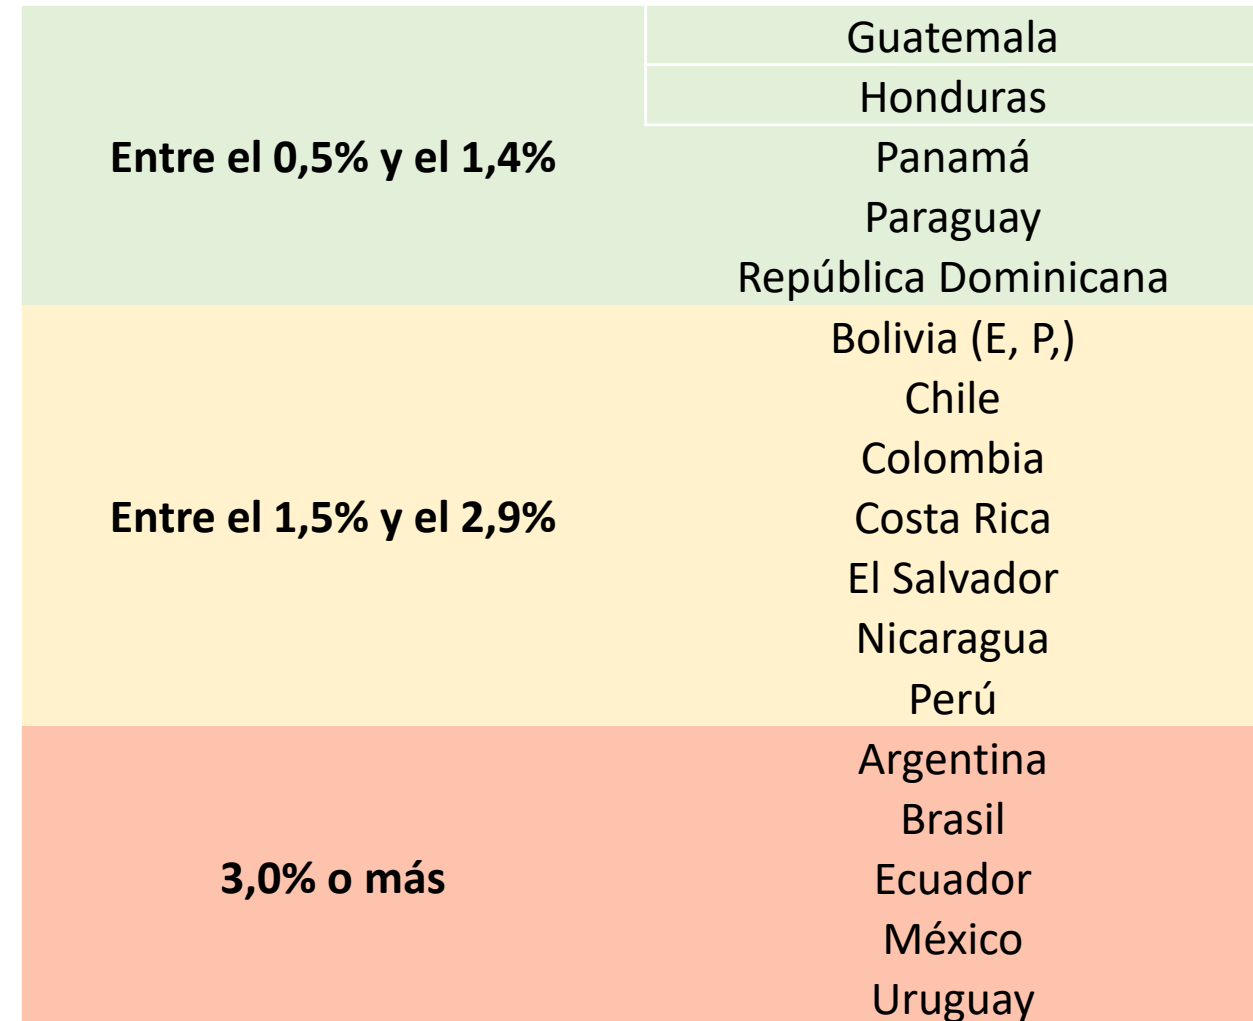 Guatemala
Honduras
Entre el 0,5% y el 1,4%
Panamá
Paraguay
República Dominicana
Bolivia (E, P,)
Chile
Colombia
Entre el 1,5% y el 2,9%
Costa Rica
El Salvador
Nicaragua
Perú
Argentina
Brasil
3,0% o más
Ecuador
México
Uruguay